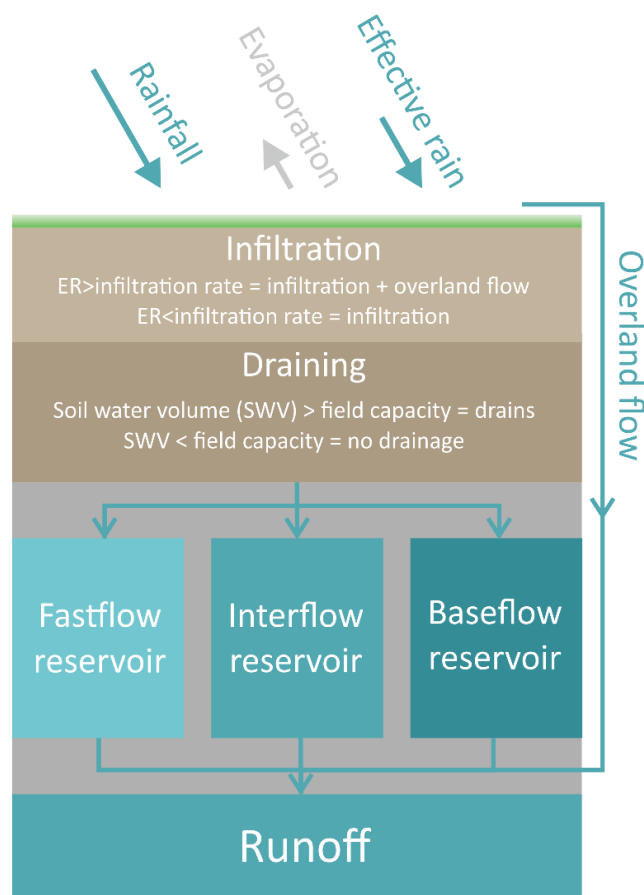 Rainfall
Evaporation
Effective rain
Infiltration
ER>infiltration rate = infiltration + overland flow
ER<infiltration rate = infiltration
Draining
Soil water volume (SWV) > field capacity = drains
SWV < field capacity = no drainage
Overland flow
Fastflow
reservoir
Interflow
reservoir
Baseflow
reservoir
Runoff